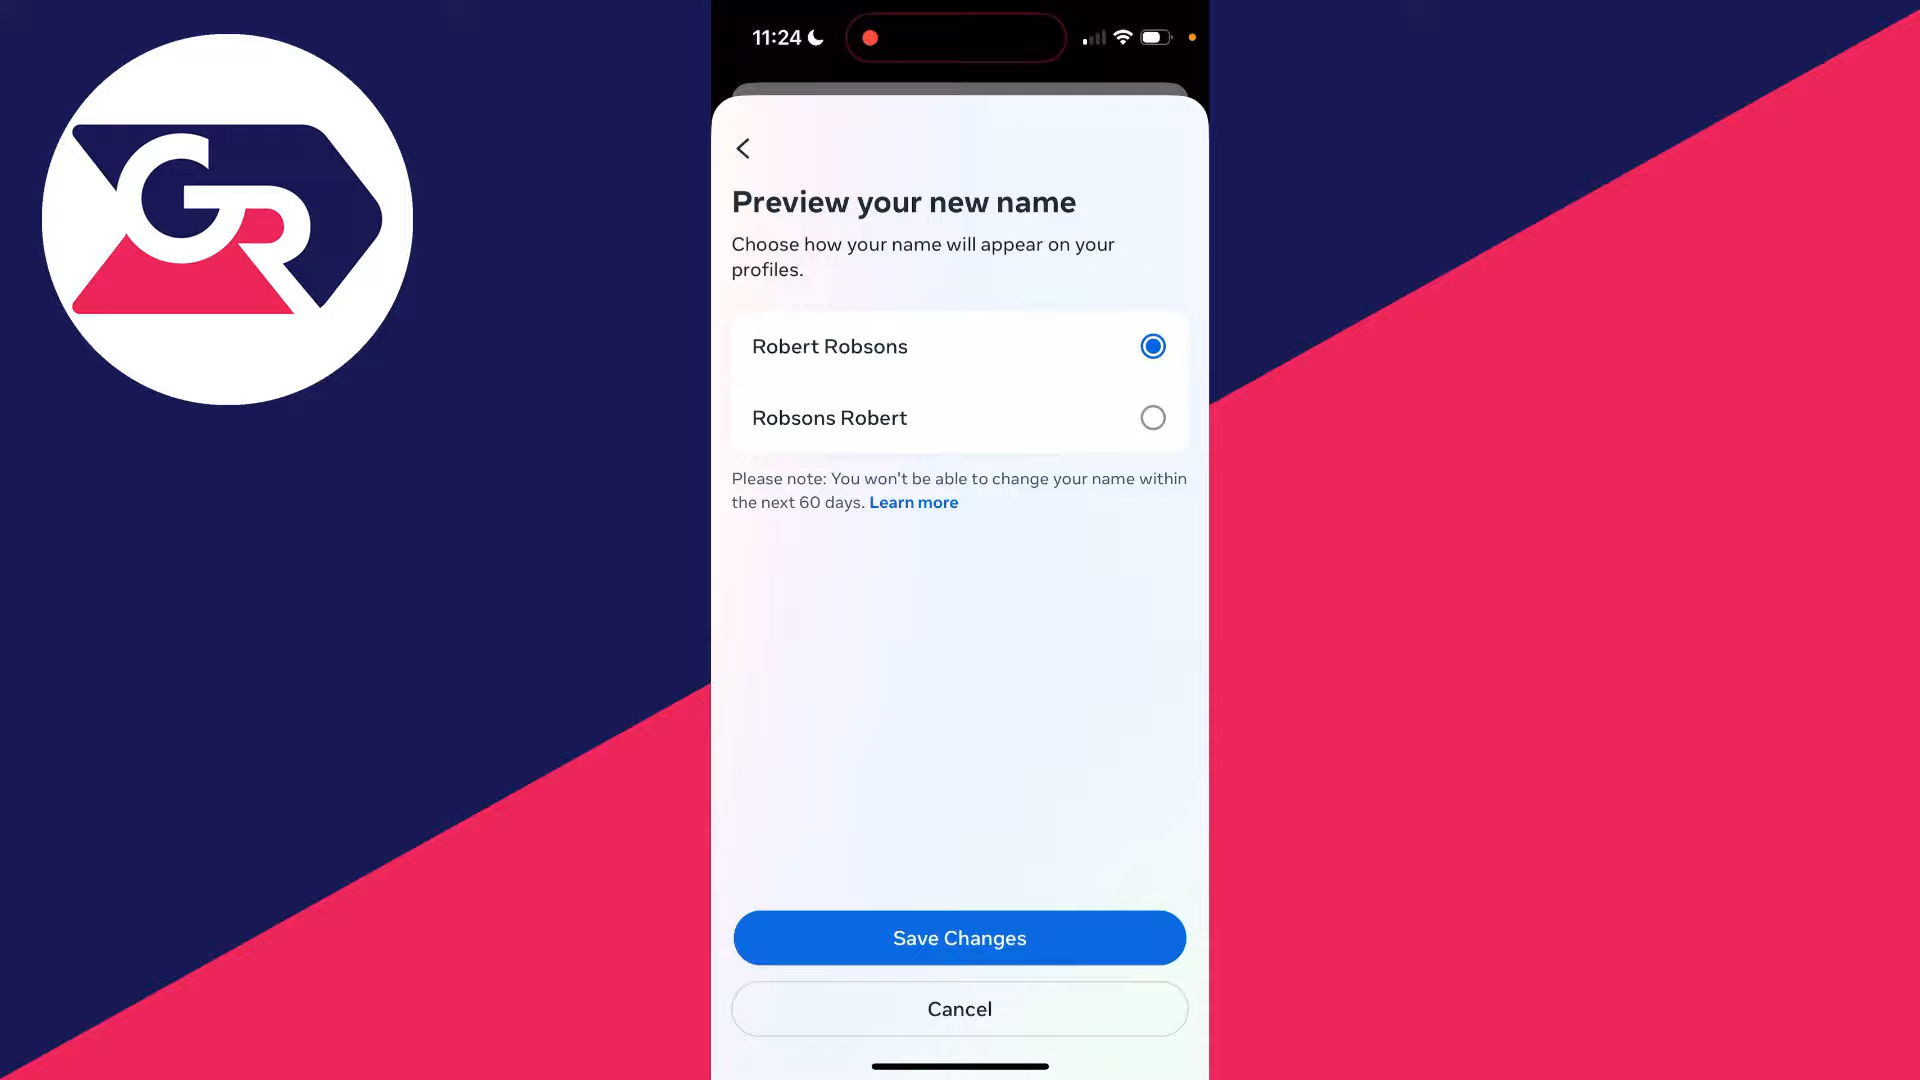 GR
11:24
Preview your new name
Choose how your name will appear on your
profiles.
Robert Robsons
Robsons Robert
Please note: You won't be able to change your name within
the next 60 days. Learn more
Save Changes
Cancel